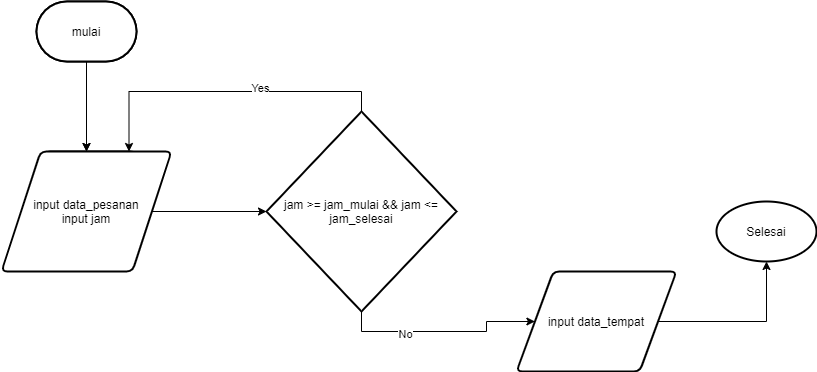 mulai
Yes
input data_pesanan
input jam
jam >= jam_mulai && jam <=
jam_selesai
Selesai
input data_tempat
No